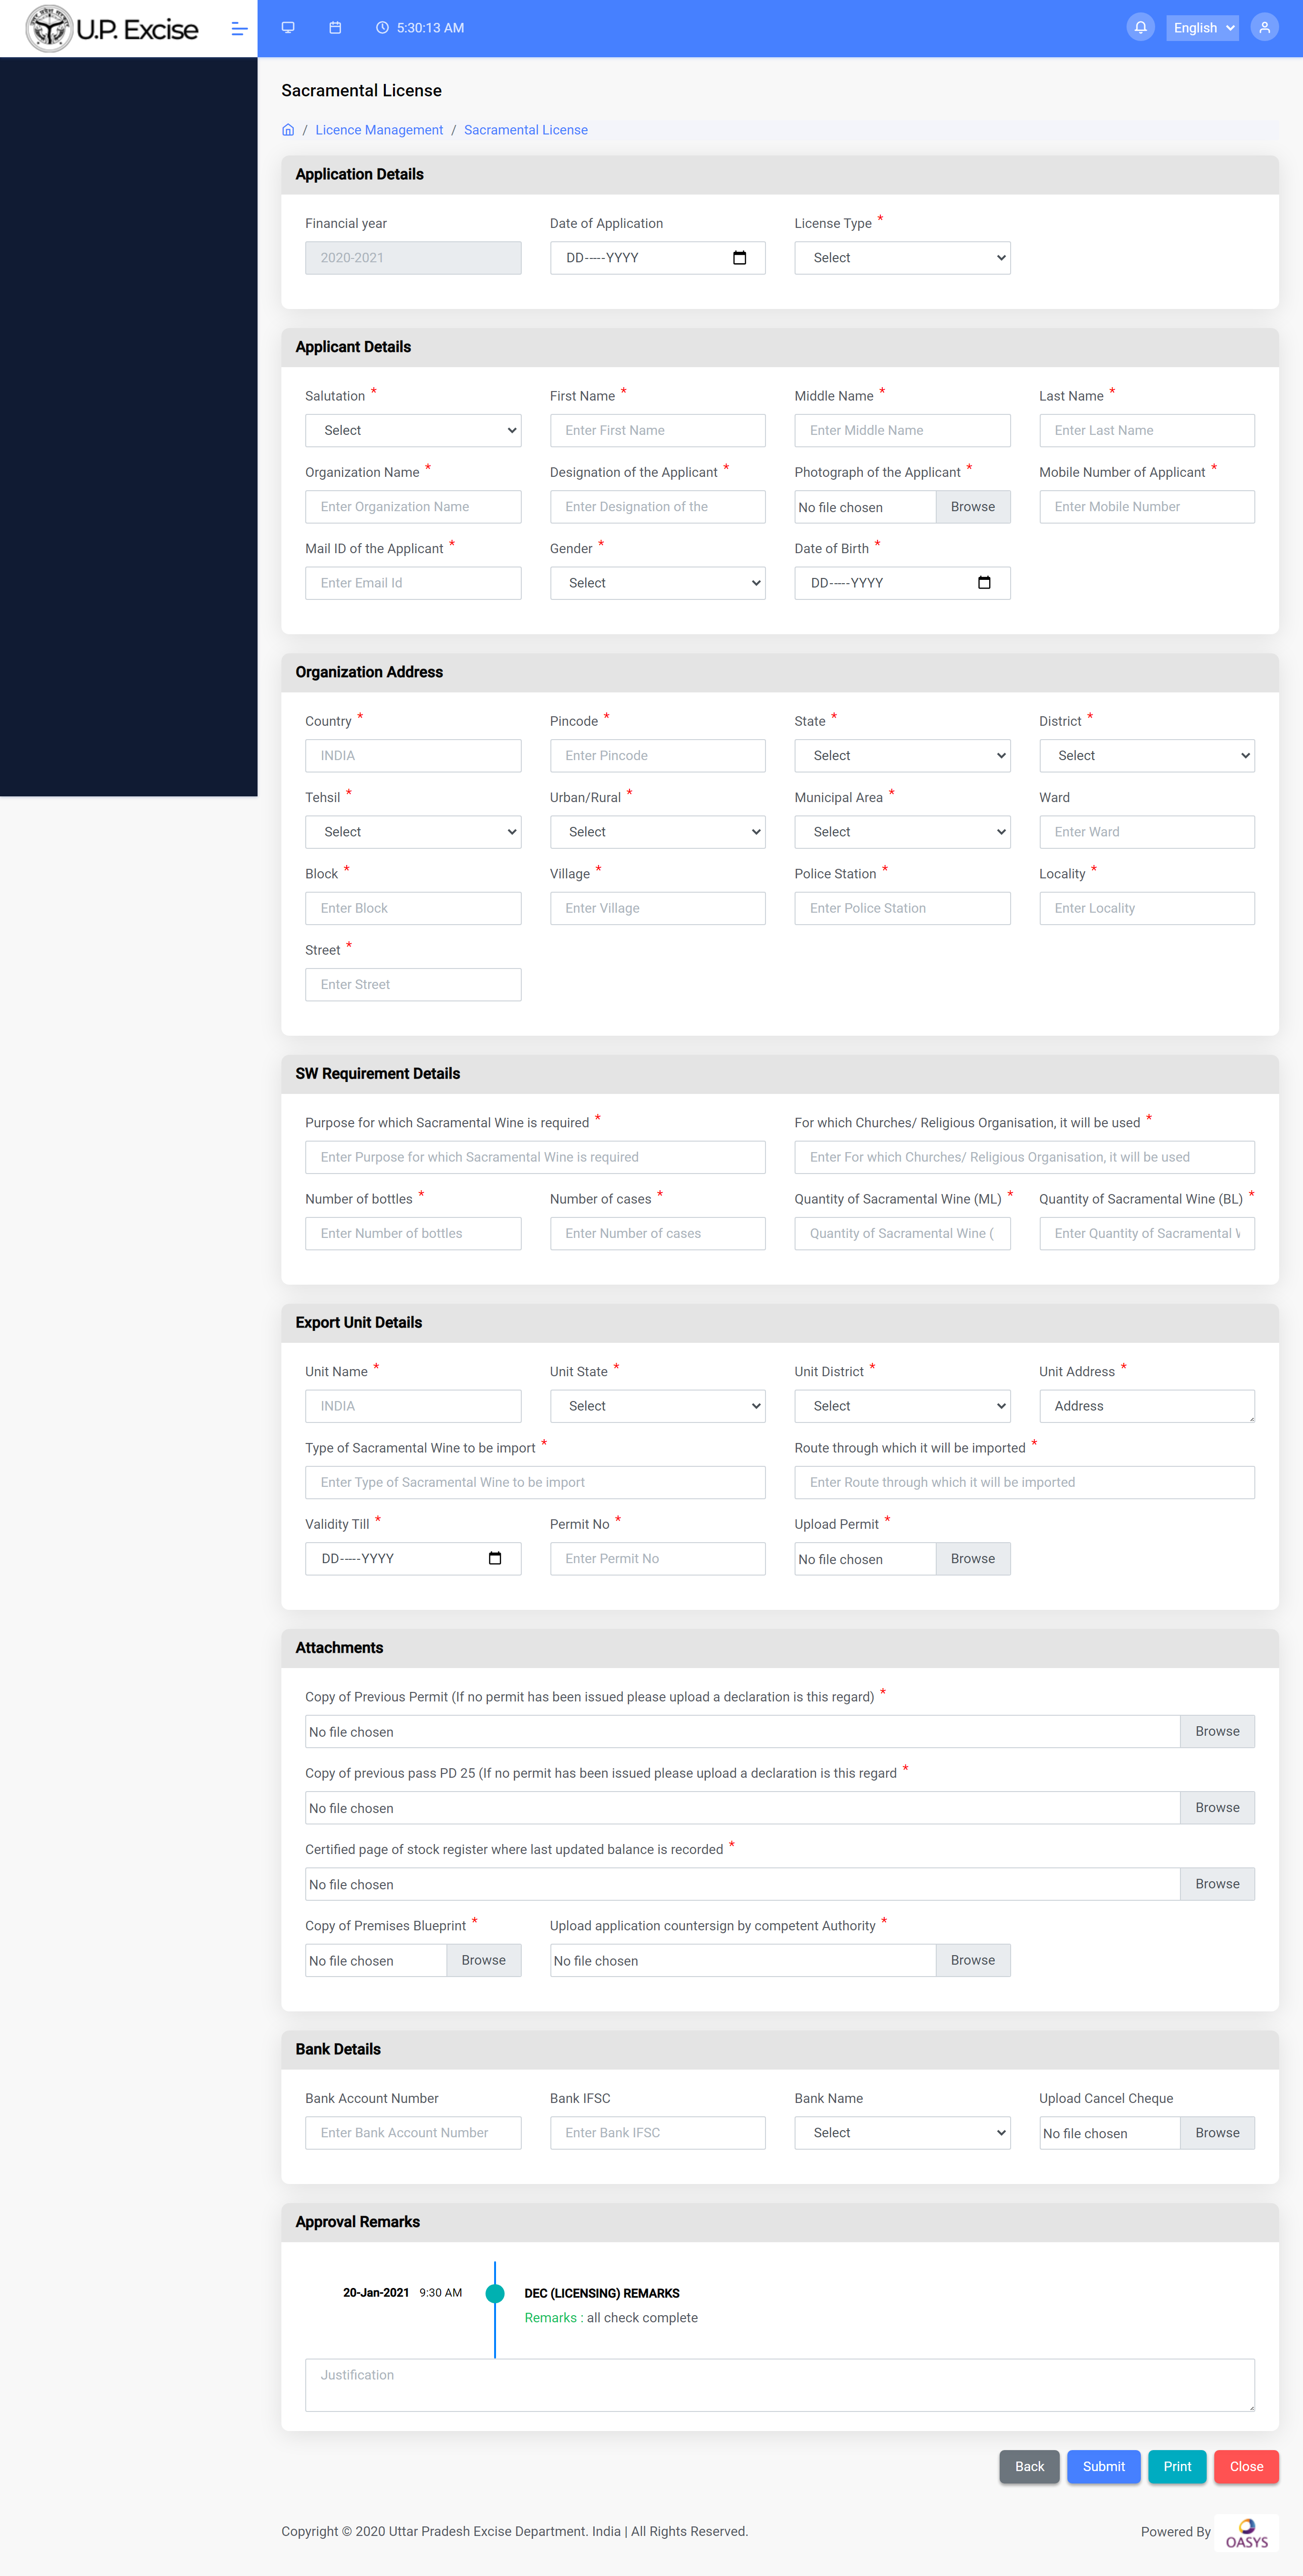 U.P. Excise
5:30:13 AM
English
Sacramental License
/ Licence Management / Sacramental License
Application Details
Financial year
Date of Application
License Type *
2020-2021
DD-----YYYY
Select
Applicant Details
Salutation *
First Name *
Middle Name *
Last Name *
Select
Enter First Name
Enter Middle Name
Enter Last Name
Organization Name *
Designation of the Applicant *
Photograph of the Applicant *
Mobile Number of Applicant *
Enter Organization Name
Enter Designation of the
No file chosen Browse
Enter Mobile Number
Mail ID of the Applicant *
Gender *
Date of Birth *
Enter Email Id
Select
DD-----YYYY
Organization Address
Country *
Pincode *
State *
District *
INDIA
Enter Pincode
Select
Select
Tehsil *
Urban/Rural *
Municipal Area *
Ward
Select
Select
Select
Enter Ward
Block *
Village *
Police Station *
Locality *
Enter Block
Enter Village
Enter Police Station
Enter Locality
Street *
Enter Street
SW Requirement Details
Purpose for which Sacramental Wine is required *
For which Churches/ Religious Organisation, it will be used *
Enter Purpose for which Sacramental Wine is required
Enter For which Churches/ Religious Organisation, it will be used
Number of bottles *
Number of cases *
Quantity of Sacramental Wine (ML) *
Quantity of Sacramental Wine (BL) *
Enter Number of bottles
Enter Number of cases
Quantity of Sacramental Wine (
Enter Quantity of Sacramental
Export Unit Details
Unit Name *
Unit State *
Unit District *
Unit Address *
INDIA
Select
Select
Address
Type of Sacramental Wine to be import *
Route through which it will be imported *
Enter Type of Sacramental Wine to be import
Enter Route through which it will be imported
Validity Till *
Permit No *
Upload Permit *
DD-----YYYY
Enter Permit No
No file chosen Browse
Attachments
Copy of Previous Permit (If no permit has been issued please upload a declaration is this regard) *
No file chosen Browse
Copy of previous pass PD 25 (If no permit has been issued please upload a declaration is this regard *
No file chosen Browse
Certified page of stock register where last updated balance is recorded *
No file chosen Browse
Copy of Premises Blueprint *
Upload application countersign by competent Authority *
No file chosen Browse
No file chosen Browse
Bank Details
Bank Account Number
Bank IFSC
Bank Name
Upload Cancel Cheque
Enter Bank Account Number
Enter Bank IFSC
Select
No file chosen Browse
Approval Remarks
20-Jan-2021 9:30 AM
DEC (LICENSING) REMARKS
Remarks : all check complete
Justification
Back
Submit
Print
Close
Copyright © 2020 Uttar Pradesh Excise Department. India | All Rights Reserved.
Powered By OASYS